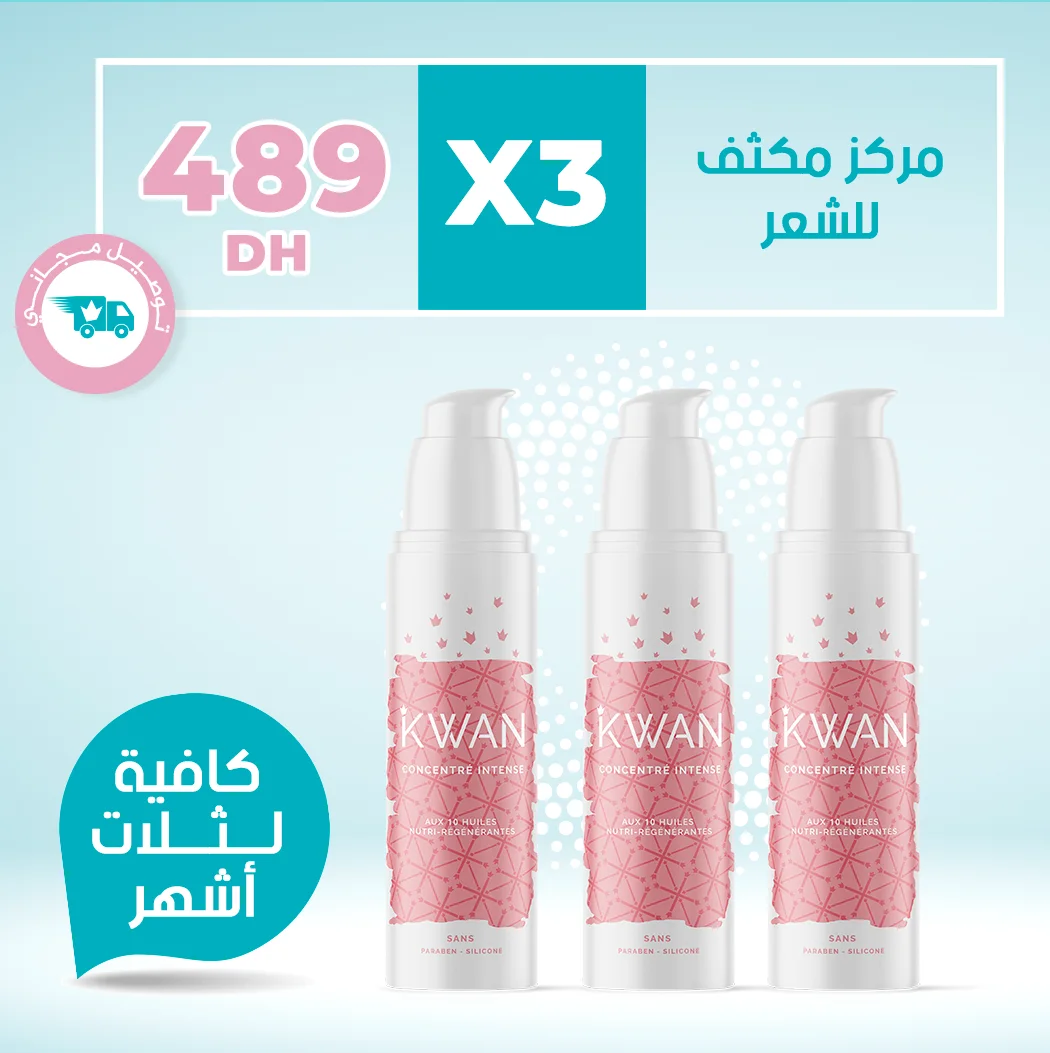 مركز مكثف
للشعر
X3
489
DH
توصيل مجاني
KWAN
CONCENTRÉ INTENSE
AUX 10 HUILES
NUTRI-RÉGÉNÉRANTES
SANS
PARABEN - SILICONE
KWAN
CONCENTRÉ INTENSE
AUX 10 HUILES
NUTRI-RÉGÉNÉRANTES
SANS
PARABEN - SILICONE
KWAN
CONCENTRÉ INTENSE
AUX 10 HUILES
NUTRI-RÉGÉNÉRANTES
SANS
PARABEN - SILICONE
كافية
لـثـلات
أشهر